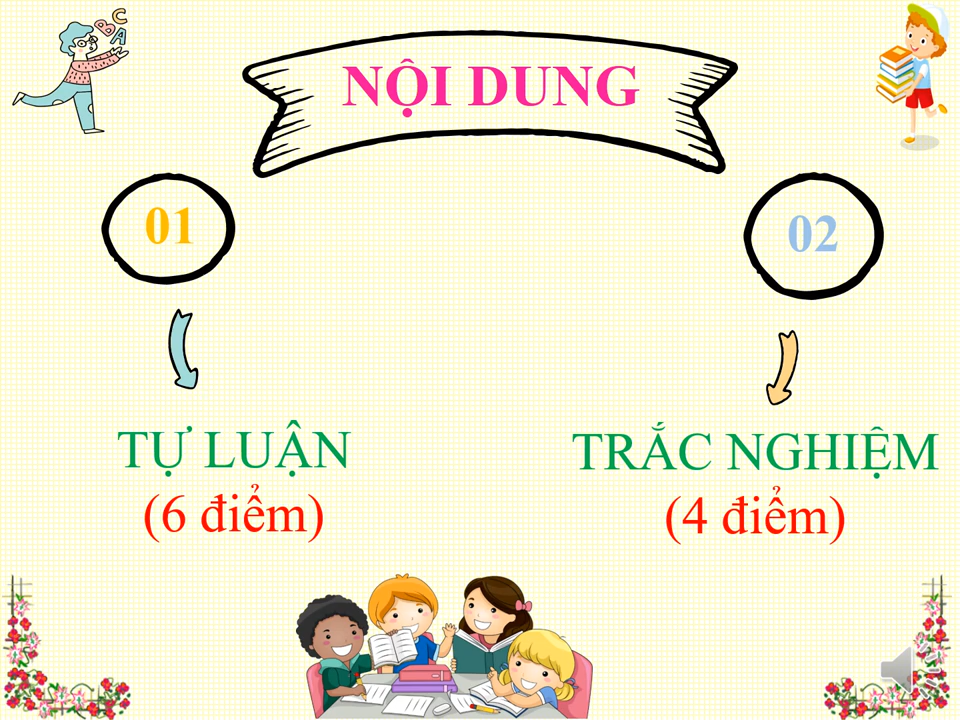 NỘI DUNG
01
TỰ LUẬN
(6 điểm)
02
TRẮC NGHIỆM
(4 điểm)
B
C
A